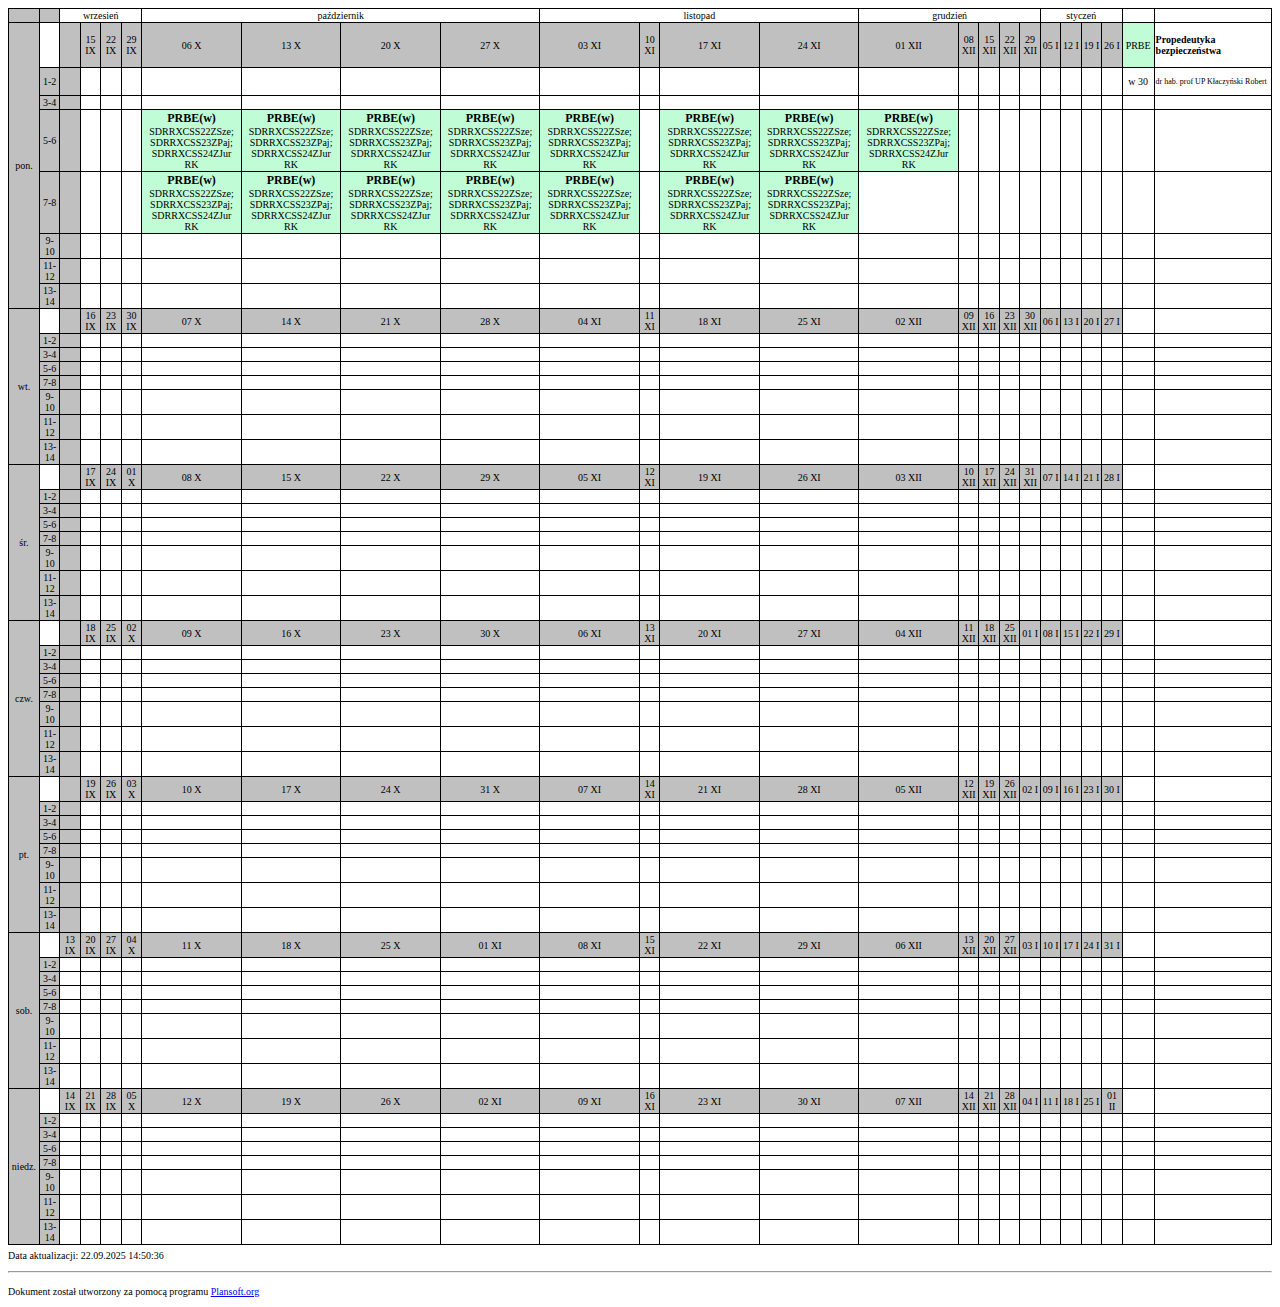 wrzesień październik listopad grudzień styczeń
pon. 15 IX 22 IX 29 IX 06 X 13 X 20 X 27 X 03 XI 10 XI 17 XI 24 XI 01 XII 08 XII 15 XII 22 XII 29 XII 05 I 12 I 19 I 26 I PRBE Propedeutyka bezpieczeństwa
1-2 w 30 dr hab. prof UP Kłaczyński Robert
3-4
5-6 PRBE(w) PRBE(w) PRBE(w) PRBE(w) PRBE(w) PRBE(w) PRBE(w) PRBE(w)
SDRRXCSS22ZSze; SDRRXCSS22ZSze; SDRRXCSS22ZSze; SDRRXCSS22ZSze; SDRRXCSS22ZSze; SDRRXCSS22ZSze; SDRRXCSS22ZSze; SDRRXCSS22ZSze;
SDRRXCSS23ZPaj; SDRRXCSS23ZPaj; SDRRXCSS23ZPaj; SDRRXCSS23ZPaj; SDRRXCSS23ZPaj; SDRRXCSS23ZPaj; SDRRXCSS23ZPaj; SDRRXCSS23ZPaj;
SDRRXCSS24ZJur SDRRXCSS24ZJur SDRRXCSS24ZJur SDRRXCSS24ZJur SDRRXCSS24ZJur SDRRXCSS24ZJur SDRRXCSS24ZJur SDRRXCSS24ZJur
RK RK RK RK RK RK RK RK
7-8 PRBE(w) PRBE(w) PRBE(w) PRBE(w) PRBE(w) PRBE(w) PRBE(w)
SDRRXCSS22ZSze; SDRRXCSS22ZSze; SDRRXCSS22ZSze; SDRRXCSS22ZSze; SDRRXCSS22ZSze; SDRRXCSS22ZSze; SDRRXCSS22ZSze;
SDRRXCSS23ZPaj; SDRRXCSS23ZPaj; SDRRXCSS23ZPaj; SDRRXCSS23ZPaj; SDRRXCSS23ZPaj; SDRRXCSS23ZPaj; SDRRXCSS23ZPaj;
SDRRXCSS24ZJur SDRRXCSS24ZJur SDRRXCSS24ZJur SDRRXCSS24ZJur SDRRXCSS24ZJur SDRRXCSS24ZJur SDRRXCSS24ZJur
RK RK RK RK RK RK RK
9-10
11-12
13-14
wt. 16 IX 23 IX 30 IX 07 X 14 X 21 X 28 X 04 XI 11 XI 18 XI 25 XI 02 XII 09 XII 16 XII 23 XII 30 XII 06 I 13 I 20 I 27 I
1-2
3-4
5-6
7-8
9-10
11-12
13-14
śr. 17 IX 24 IX 01 X 08 X 15 X 22 X 29 X 05 XI 12 XI 19 XI 26 XI 03 XII 10 XII 17 XII 24 XII 31 XII 07 I 14 I 21 I 28 I
1-2
3-4
5-6
7-8
9-10
11-12
13-14
czw. 18 IX 25 IX 02 X 09 X 16 X 23 X 30 X 06 XI 13 XI 20 XI 27 XI 04 XII 11 XII 18 XII 25 XII 01 I 08 I 15 I 22 I 29 I
1-2
3-4
5-6
7-8
9-10
11-12
13-14
pt. 19 IX 26 IX 03 X 10 X 17 X 24 X 31 X 07 XI 14 XI 21 XI 28 XI 05 XII 12 XII 19 XII 26 XII 02 I 09 I 16 I 23 I 30 I
1-2
3-4
5-6
7-8
9-10
11-12
13-14
sob. 13 IX 20 IX 27 IX 04 X 11 X 18 X 25 X 01 XI 08 XI 15 XI 22 XI 29 XI 06 XII 13 XII 20 XII 27 XII 03 I 10 I 17 I 24 I 31 I
1-2
3-4
5-6
7-8
9-10
11-12
13-14
niedz. 14 IX 21 IX 28 IX 05 X 12 X 19 X 26 X 02 XI 09 XI 16 XI 23 XI 30 XI 07 XII 14 XII 21 XII 28 XII 04 I 11 I 18 I 25 I 01 II
1-2
3-4
5-6
7-8
9-10
11-12
13-14
Data aktualizacji: 22.09.2025 14:50:36
Dokument został utworzony za pomocą programu Plansoft.org